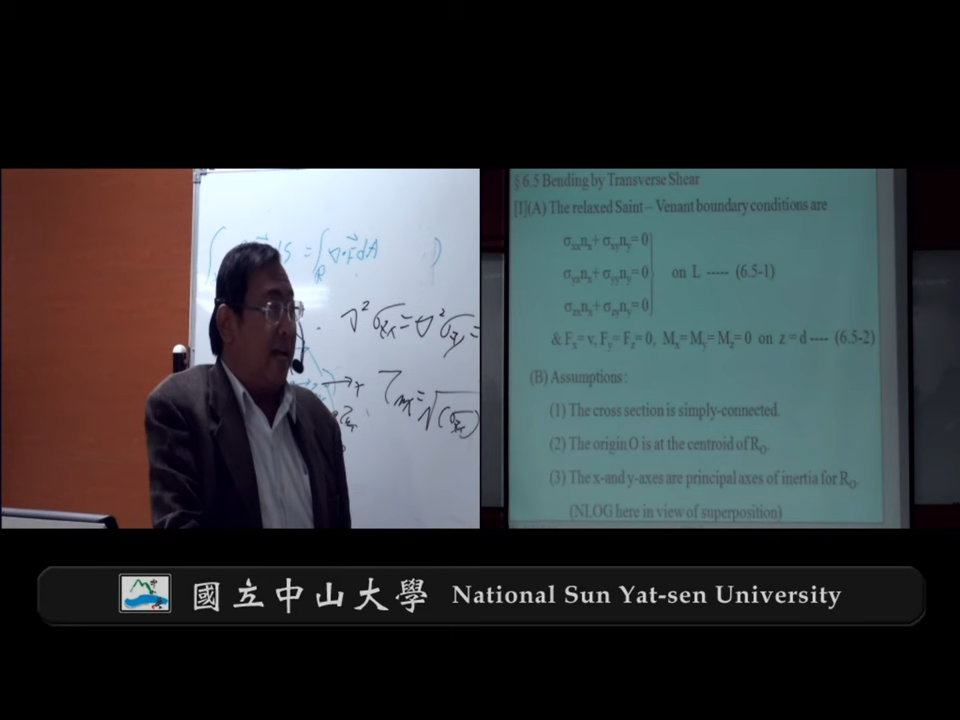 ∇²σzx=∇²σzy=
→ x
§ 6.5 Bending by Transverse Shear
[I](A) The relaxed Saint – Venant boundary conditions are
σxxnx+ σxyny= 0
σyxnx+ σyyny= 0 on L ----- (6.5-1)
σzxnx+ σzyny= 0
& Fx= v, Fy= Fz= 0, Mx= My= Mz= 0 on z = d ---- (6.5-2)
(B) Assumptions :
(1) The cross section is simply-connected.
(2) The origin O is at the centroid of RO.
(3) The x-and y-axes are principal axes of inertia for RO.
(NLOG here in view of superposition)
國立中山大學 National Sun Yat-sen University